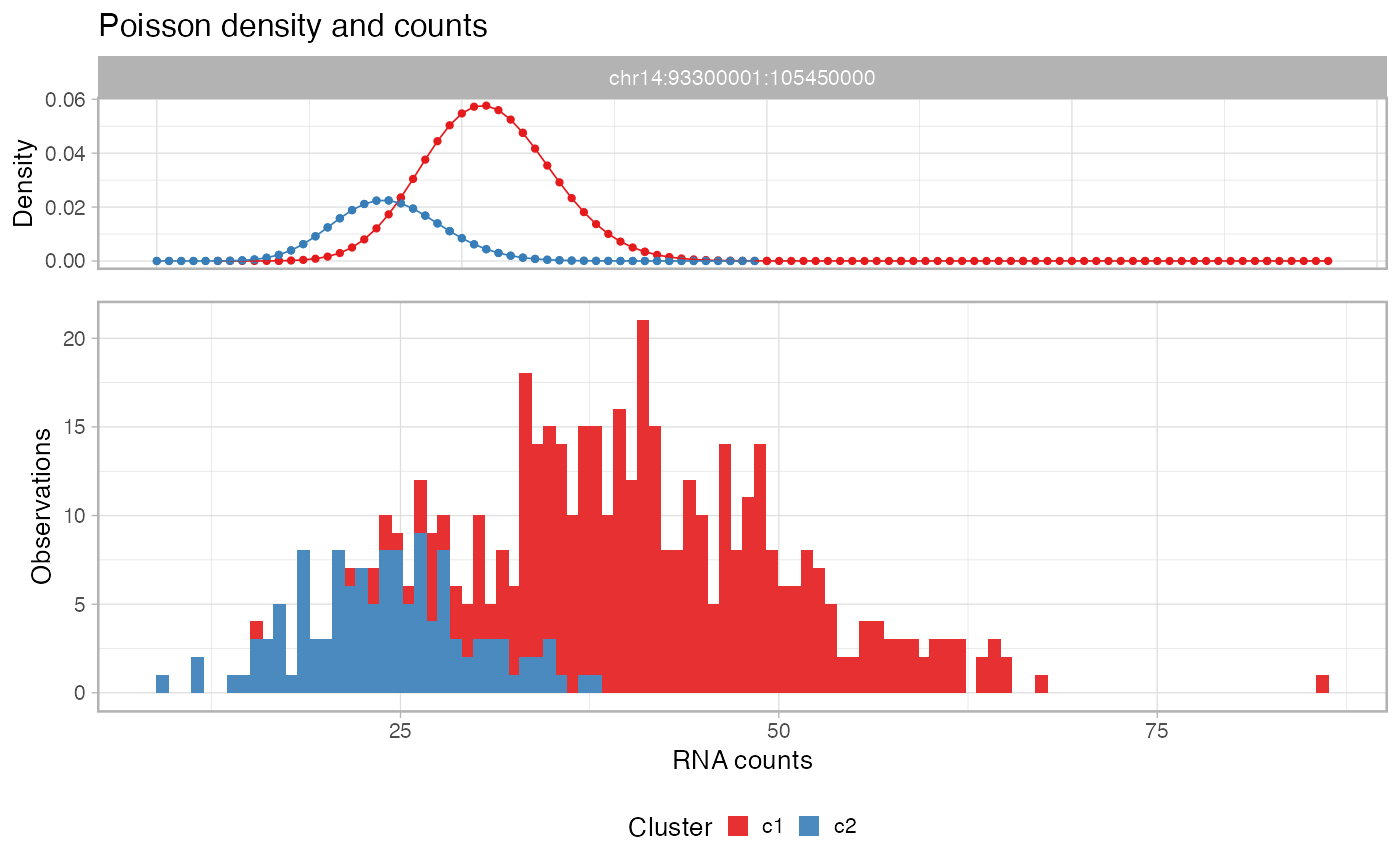 Poisson density and counts
chr14:93300001:105450000
0.06
0.04
0.02
0.00
Density
20
15
10
5
0
Observations
25 50 75
RNA counts
Cluster c1 c2